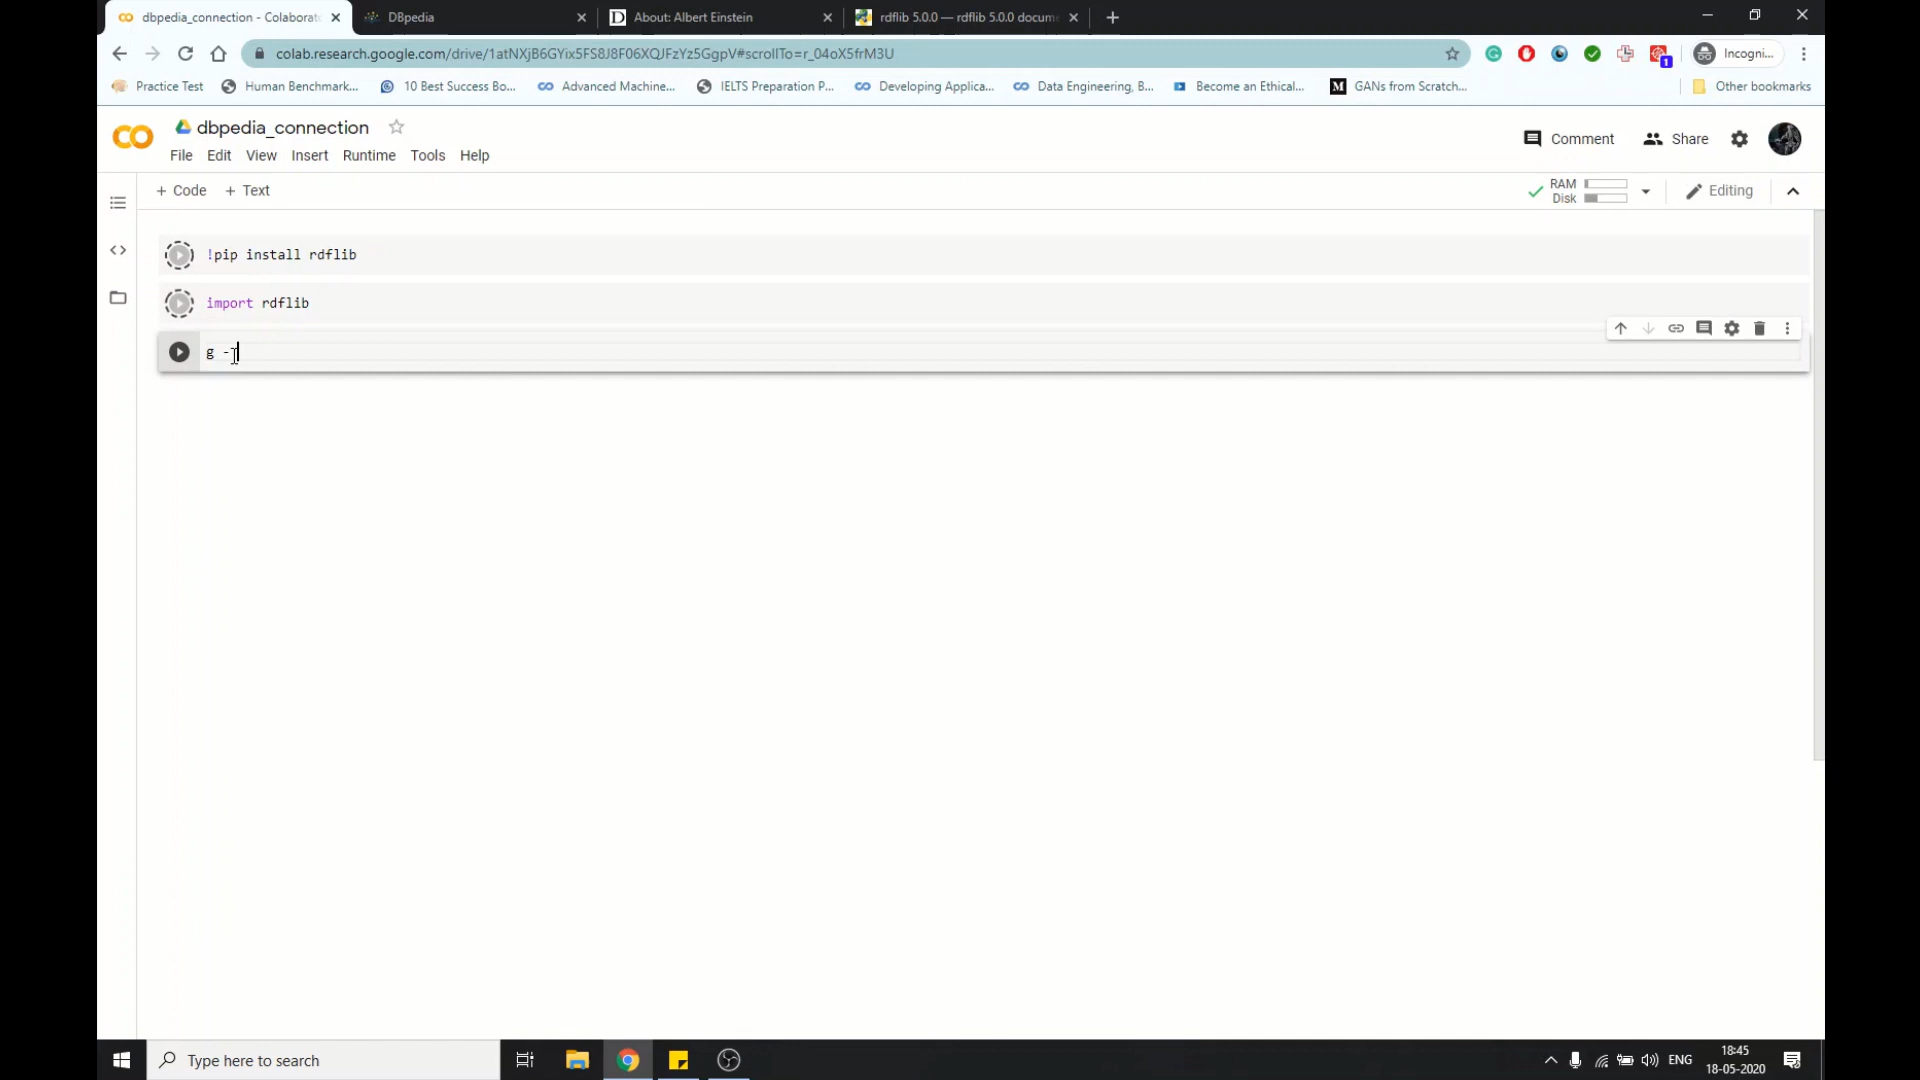 dbpedia_connection - Colaborato
DBpedia
About: Albert Einstein
rdflib 5.0.0 — rdflib 5.0.0 docum
colab.research.google.com/drive/1atNXjB6GYix5FS8J8F06XQJFzYz5GgpV#scrollTo=r_04oX5frM3U
1
Incogni...
Practice Test
Human Benchmark...
10 Best Success Bo...
Advanced Machine...
IELTS Preparation P...
Developing Applica...
Data Engineering, B...
Become an Ethical...
M
GANs from Scratch...
Other bookmarks
dbpedia_connection
File Edit View Insert Runtime Tools Help
Comment
Share
+ Code + Text
RAM
Disk
Editing
!pip install rdflib
import rdflib
g -
Type here to search
ENG
18:45
18-05-2020